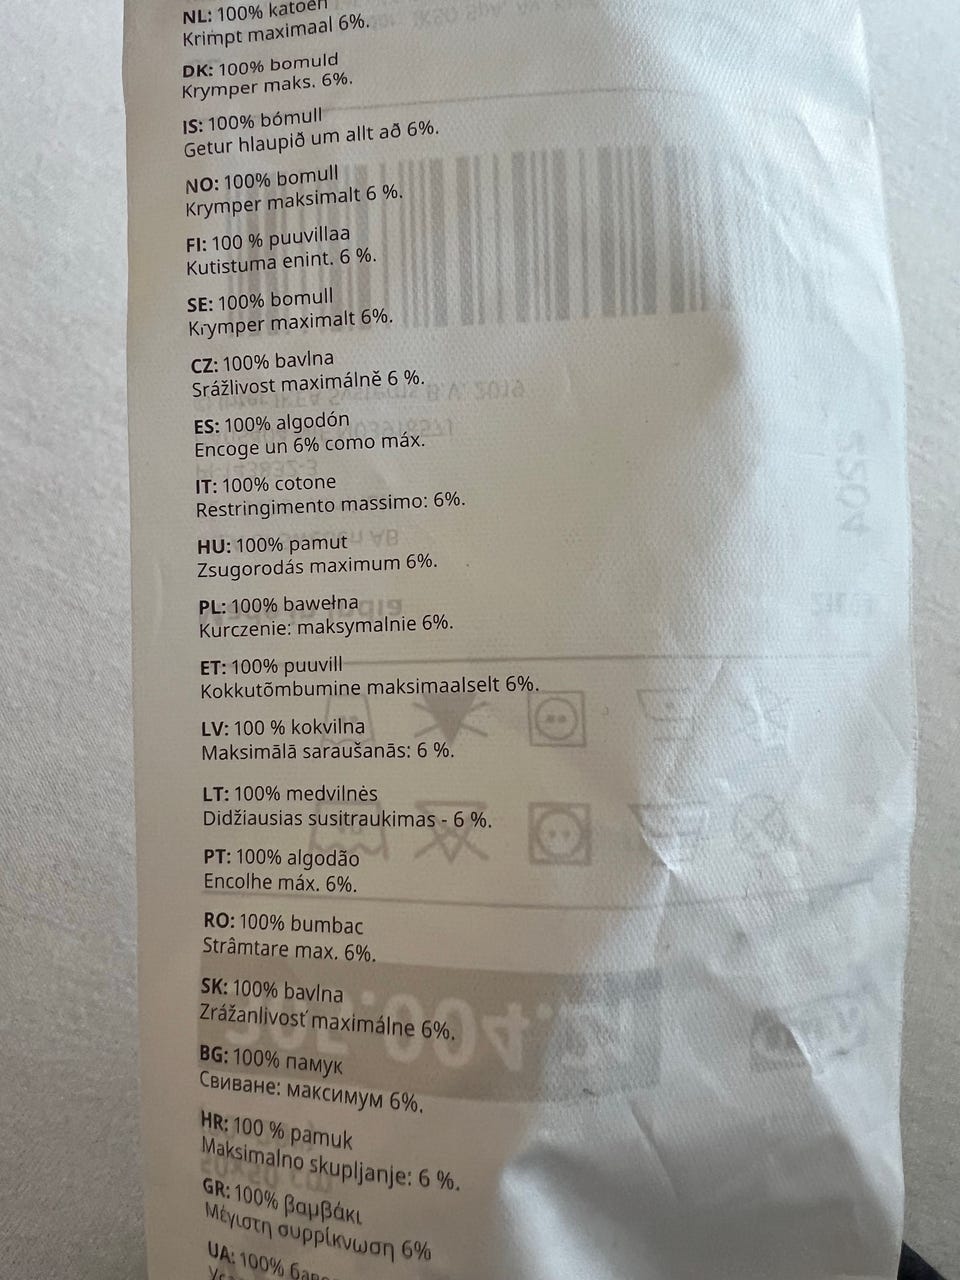 NL: 100% katoen
Krimpt maximaal 6%.
DK: 100% bomuld
Krymper maks. 6%.
IS: 100% bómull
Getur hlaupið um allt að 6%.
NO: 100% bomull
Krymper maksimalt 6 %.
FI: 100 % puuvillaa
Kutistuma enint. 6 %.
SE: 100% bomull
Krymper maximalt 6%.
CZ: 100% bavlna
Srážlivost maximálně 6 %.
ES: 100% algodón
Encoge un 6% como máx.
IT: 100% cotone
Restringimento massimo: 6%.
HU: 100% pamut
Zsugorodás maximum 6%.
PL: 100% bawełna
Kurczenie: maksymalnie 6%.
ET: 100% puuvill
Kokkutõmbumine maksimaalselt 6%.
LV: 100 % kokvilna
Maksimālā saraušanās: 6 %.
LT: 100% medvilnės
Didžiausias susitraukimas - 6 %.
PT: 100% algodão
Encolhe máx. 6%.
RO: 100% bumbac
Strâmtare max. 6%.
SK: 100% bavlna
Zrážanlivosť maximálne 6%.
BG: 100% памук
Свиване: максимум 6%.
HR: 100 % pamuk
Maksimalno skupljanje: 6 %.
GR: 100% βαμβάκι
Μέγιστη συρρίκνωση 6%
UA: 100%